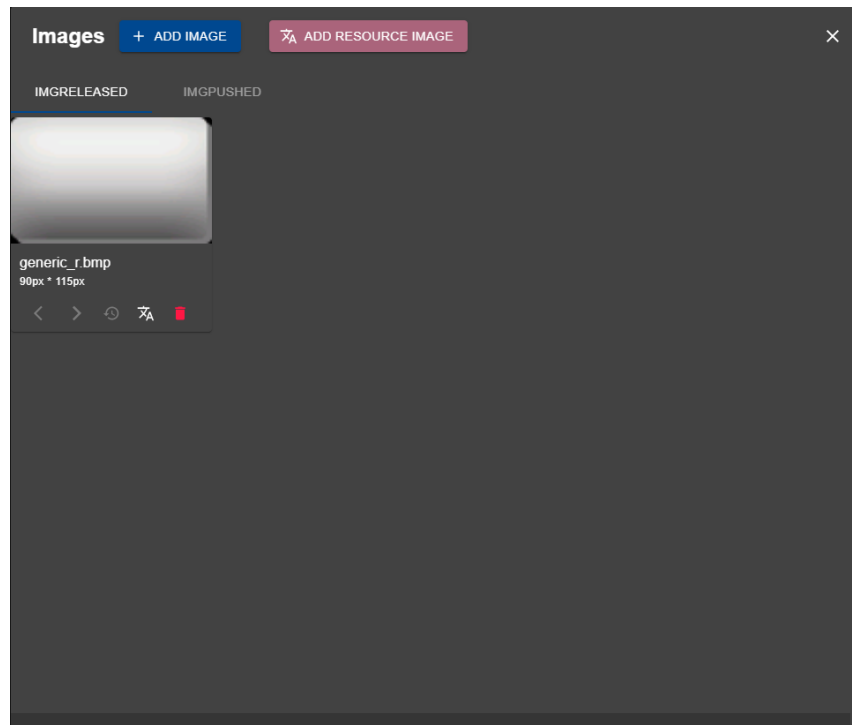 Images
+ ADD IMAGE
ADD RESOURCE IMAGE
IMGRELEASED
IMGPUSHED
generic_r.bmp
90px * 115px